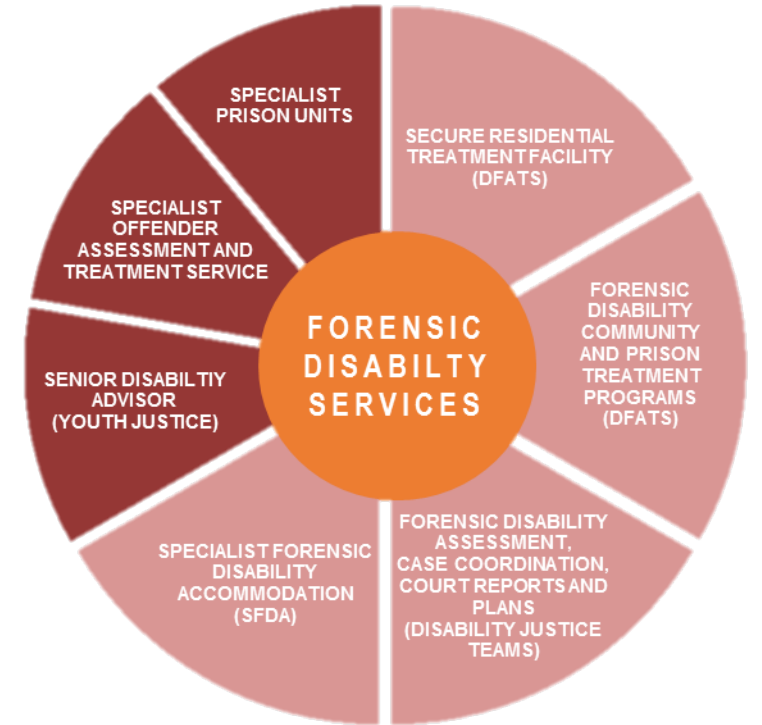 SPECIALIST
PRISON UNITS
SECURE RESIDENTIAL
TREATMENT FACILITY
(DFATS)
SPECIALIST
OFFENDER
ASSESSMENT AND
TREATMENT SERVICE
FORENSIC
DISABILITY
COMMUNITY
AND PRISON
TREATMENT
PROGRAMS
(DFATS)
FORENSIC
DISABILTY
SERVICES
SENIOR DISABILTIY
ADVISOR
(YOUTH JUSTICE)
SPECIALIST FORENSIC
DISABILITY
ACCOMMODATION
(SFDA)
FORENSIC DISABILITY
ASSESSMENT,
CASE COORDINATION,
COURT REPORTS AND
PLANS
(DISABILITY JUSTICE
TEAMS)